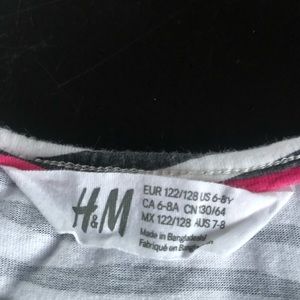 H&M
EUR 122/128 US 6-8Y
CA 6-8A CN 130/64
MX 122/128 AUS 7-8
Made in Bangladesh/
Fabriqué en Bangladesh